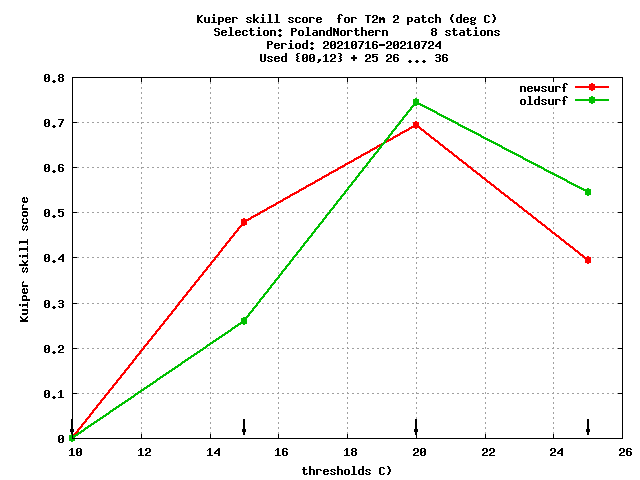 Kuiper skill score  for T2m 2 patch (deg C)
Selection: PolandNorthern      8 stations
Period: 20210716-20210724
Used {00,12} + 25 26 ... 36
newsurf
oldsurf
Kuiper skill score
0.8
0.7
0.6
0.5
0.4
0.3
0.2
0.1
0
10 12 14 16 18 20 22 24 26
thresholds C)